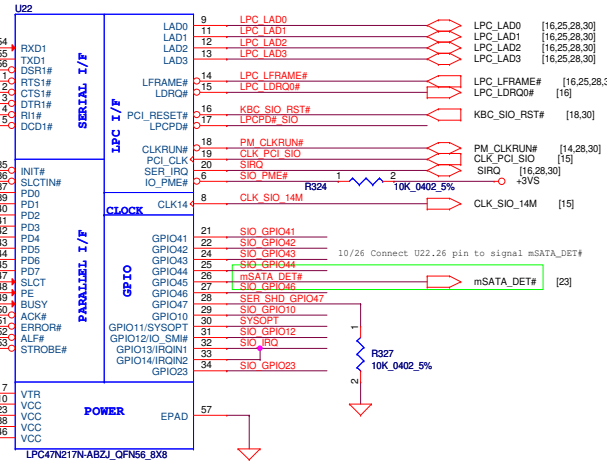 U22
LAD0 9 LPC_LAD0 LPC_LAD0 [16,25,28,30]
LAD1 11 LPC_LAD1 LPC_LAD1 [16,25,28,30]
LAD2 12 LPC_LAD2 LPC_LAD2 [16,25,28,30]
LAD3 13 LPC_LAD3 LPC_LAD3 [16,25,28,30]
LFRAME# 14 LPC_LFRAME# LPC_LFRAME# [16,25,28,3
LDRQ# 15 LPC_LDRQ0# LPC_LDRQ0# [16]
PCI_RESET# 16 KBC_SIO_RST# KBC_SIO_RST# [18,30]
LPCPD# 17 LPCPD#_SIO
CLKRUN# 18 PM_CLKRUN# PM_CLKRUN# [14,28,30]
PCI_CLK 19 CLK_PCI_SIO CLK_PCI_SIO [15]
SER_IRQ 20 SIRQ SIRQ [16,28,30]
IO_PME# 6 SIO_PME# 1 2 +3VS
R324 10K_0402_5%
CLK14 8 CLK_SIO_14M CLK_SIO_14M [15]
RXD1
TXD1
DSR1#
RTS1#
CTS1#
DTR1#
RI1#
DCD1#
SERIAL I/F
LPC I/F
INIT#
SLCTIN#
PD0
PD1
PD2
PD3
PD4
PD5
PD6
PD7
SLCT
PE
BUSY
ACK#
ERROR#
ALF#
STROBE#
PARALLEL I/F
CLOCK
GPIO
GPIO41 21 SIO_GPIO41
GPIO42 22 SIO_GPIO42
GPIO43 24 SIO_GPIO43
10/26 Connect U22.26 pin to signal mSATA_DET#
GPIO44 25 SIO_GPIO44
GPIO45 26 mSATA_DET# mSATA_DET# [23]
GPIO46 27 SIO_GPIO46
GPIO47 28 SER_SHD_GPIO47
GPIO10 29 SIO_GPIO10
GPIO11/SYSOPT 30 SYSOPT
GPIO12/IO_SMI# 31 SIO_GPIO12
GPIO13/IRQIN1 32 SIO_IRQ
GPIO14/IRQIN2 33
GPIO23 34 SIO_GPIO23
1
R327
10K_0402_5%
2
7 VTR
VCC
VCC
VCC
VCC
POWER
EPAD 57
LPC47N217N-ABZJ_QFN56_8X8